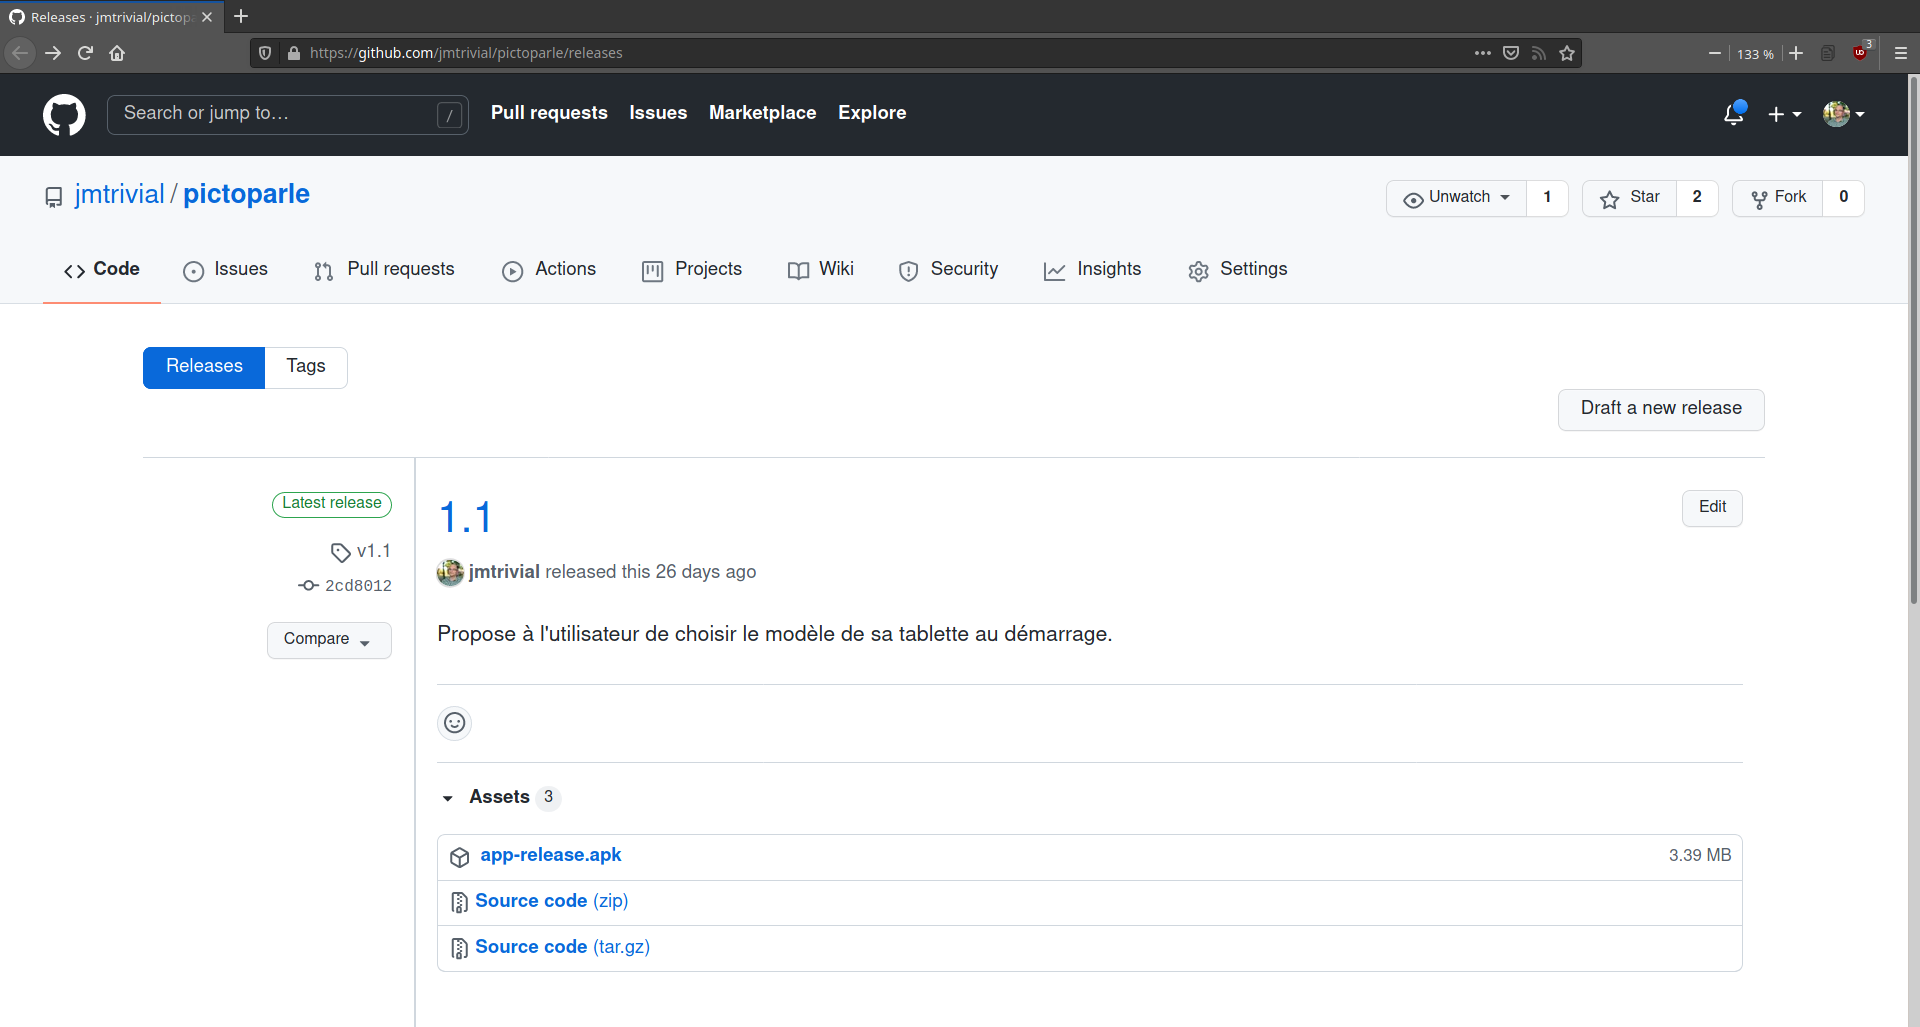 Releases · jmtrivial/pictop
https://github.com/jmtrivial/pictoparle/releases
133 %
3
Search or jump to…
/
Pull requests
Issues
Marketplace
Explore
jmtrivial / pictoparle
Unwatch
1
Star
2
Fork
0
Code
Issues
Pull requests
Actions
Projects
Wiki
Security
Insights
Settings
Releases
Tags
Draft a new release
Latest release
v1.1
2cd8012
Compare
1.1
Edit
jmtrivial released this 26 days ago
Propose à l'utilisateur de choisir le modèle de sa tablette au démarrage.
Assets 3
app-release.apk
3.39 MB
Source code (zip)
Source code (tar.gz)